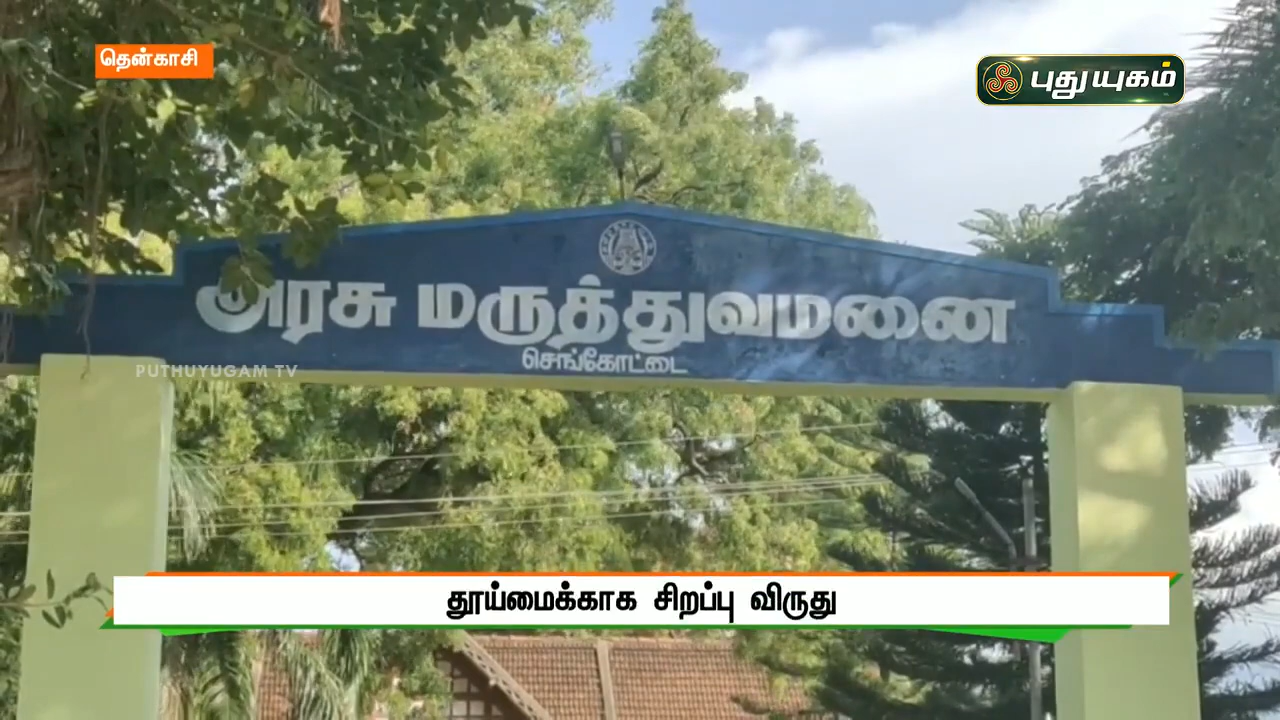 தென்காசி
புதுயுகம்
அரசு மருத்துவமனை
செங்கோட்டை
PUTHUYUGAM TV
தூய்மைக்காக சிறப்பு விருது